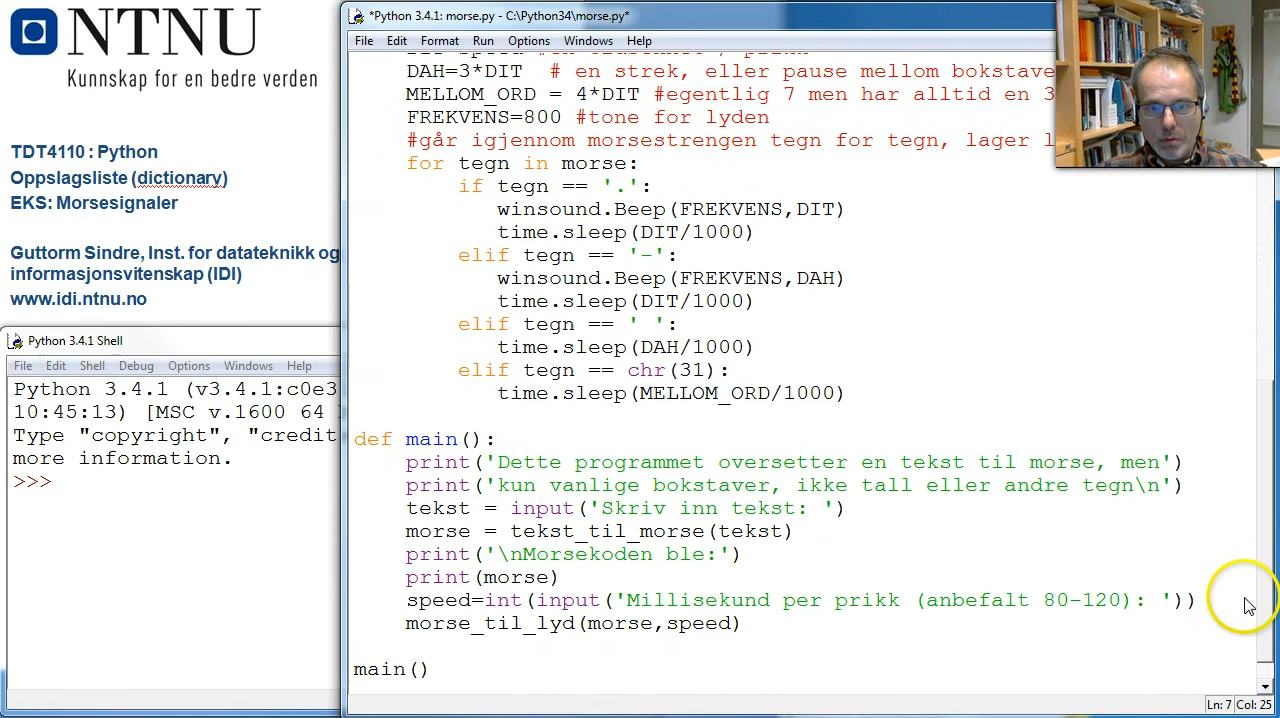 NTNU
Kunnskap for en bedre verden
TDT4110 : Python
Oppslagsliste (dictionary)
EKS: Morsesignaler
Guttorm Sindre, Inst. for datateknikk og
informasjonsvitenskap (IDI)
www.idi.ntnu.no
Python 3.4.1 Shell
File Edit Shell Debug Options Windows Help
Python 3.4.1 (v3.4.1:c0e3
10:45:13) [MSC v.1600 64
Type "copyright", "credit
more information.
>>>
*Python 3.4.1: morse.py - C:\Python34\morse.py*
File Edit Format Run Options Windows Help
DAH=3*DIT # en strek, eller pause mellom bokstave
MELLOM_ORD = 4*DIT #egentlig 7 men har alltid en 3
FREKVENS=800 #tone for lyden
#går igjennom morsestrengen tegn for tegn, lager l
for tegn in morse:
if tegn == '.':
winsound.Beep(FREKVENS,DIT)
time.sleep(DIT/1000)
elif tegn == '-':
winsound.Beep(FREKVENS,DAH)
time.sleep(DIT/1000)
elif tegn == ' ':
time.sleep(DAH/1000)
elif tegn == chr(31):
time.sleep(MELLOM_ORD/1000)
def main():
print('Dette programmet oversetter en tekst til morse, men')
print('kun vanlige bokstaver, ikke tall eller andre tegn\n')
tekst = input('Skriv inn tekst: ')
morse = tekst_til_morse(tekst)
print('\nMorsekoden ble:')
print(morse)
speed=int(input('Millisekund per prikk (anbefalt 80-120): '))
morse_til_lyd(morse,speed)
main()
Ln: 7 Col: 25